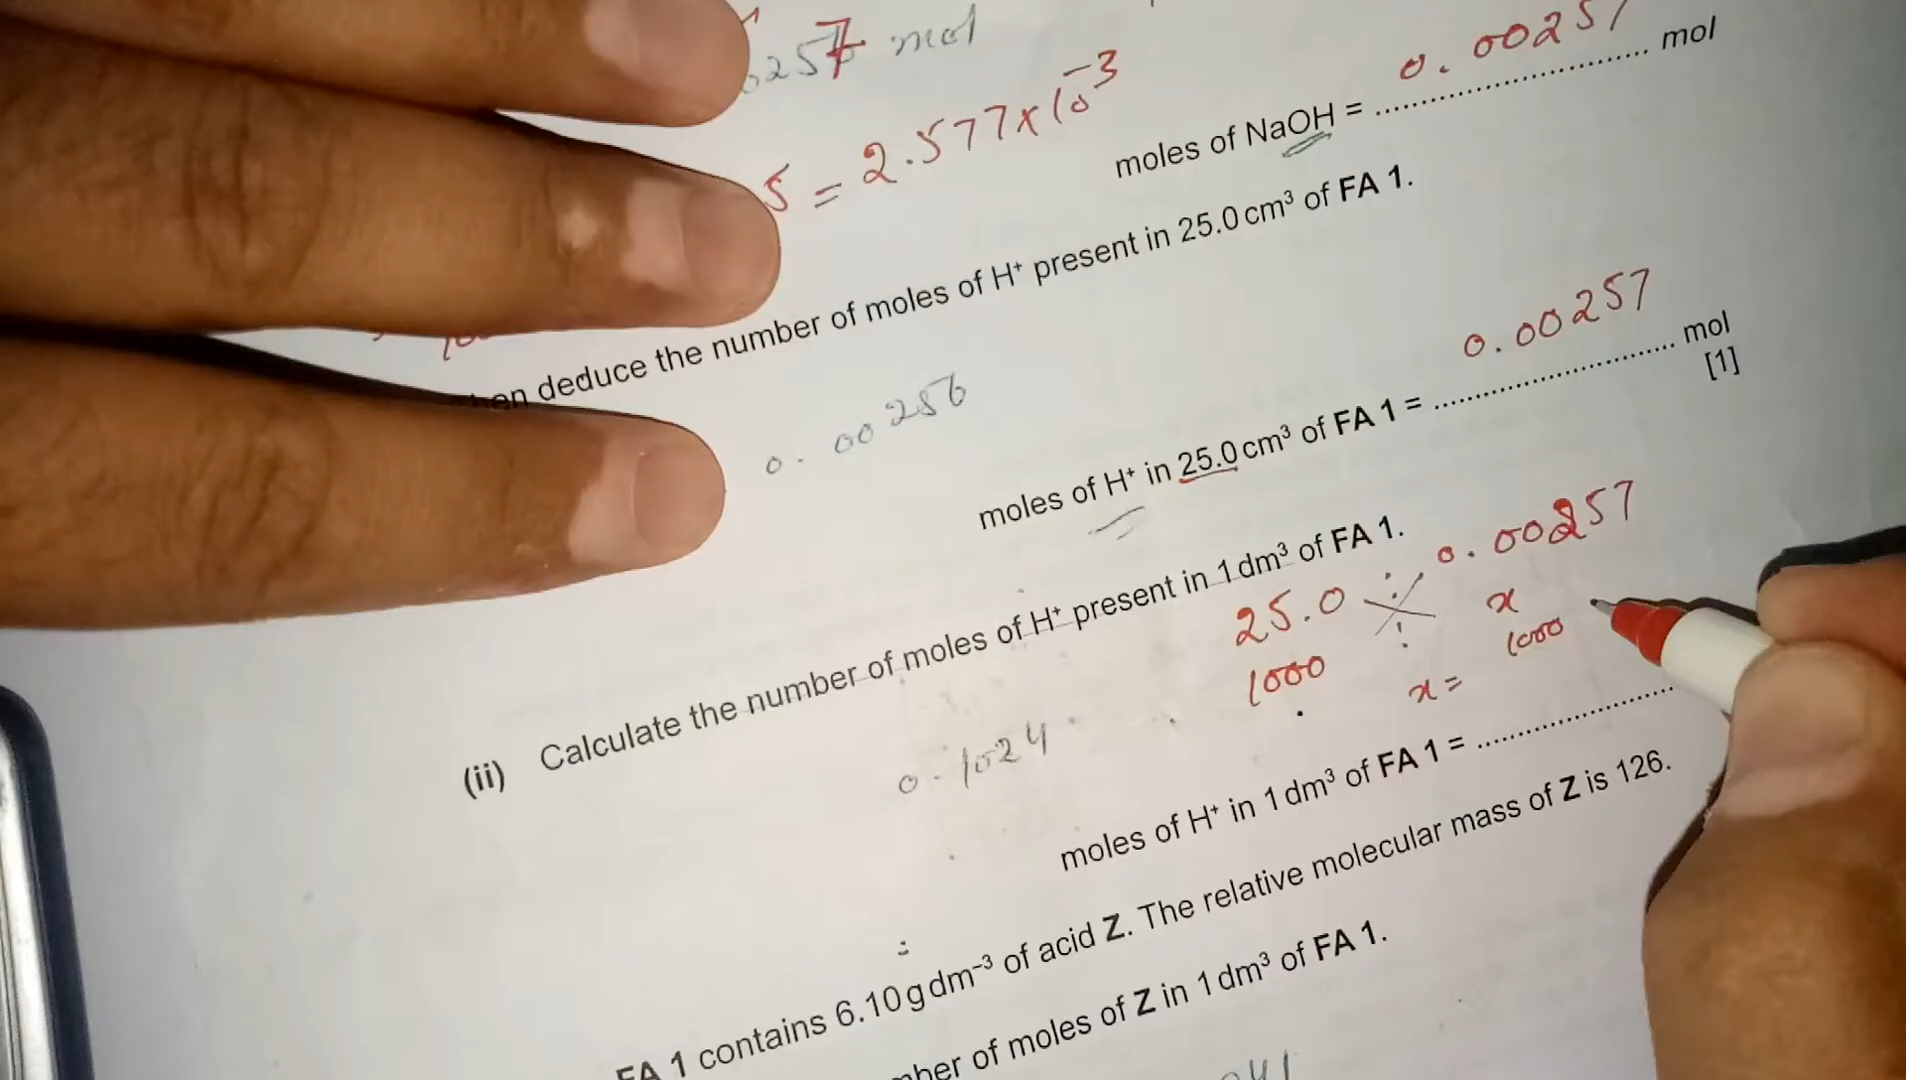 257 mol
0.00257
moles of NaOH = .................... mol
5 = 2.577x10⁻³
deduce the number of moles of H⁺ present in 25.0 cm³ of FA 1.
0.00256
0.00257
moles of H⁺ in 25.0 cm³ of FA 1 = .................... mol
[1]
(ii) Calculate the number of moles of H⁺ present in 1 dm³ of FA 1.
25.0 : 0.00257
1000 : x
1000
x =
0.1024
moles of H⁺ in 1 dm³ of FA 1 = ....................
FA 1 contains 6.10 g dm⁻³ of acid Z. The relative molecular mass of Z is 126.
of moles of Z in 1 dm³ of FA 1.